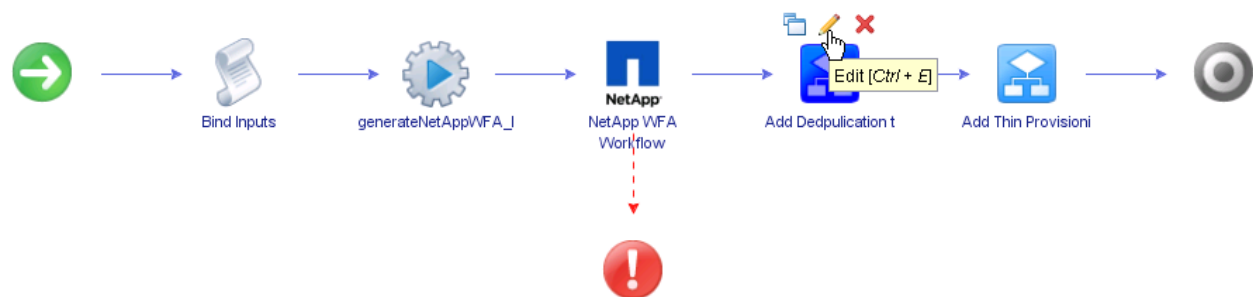 Edit [Ctrl + E]
NetApp
Bind Inputs
generateNetAppWFA_I
NetApp WFA
Workflow
Add Dedpulication t
Add Thin Provisioni